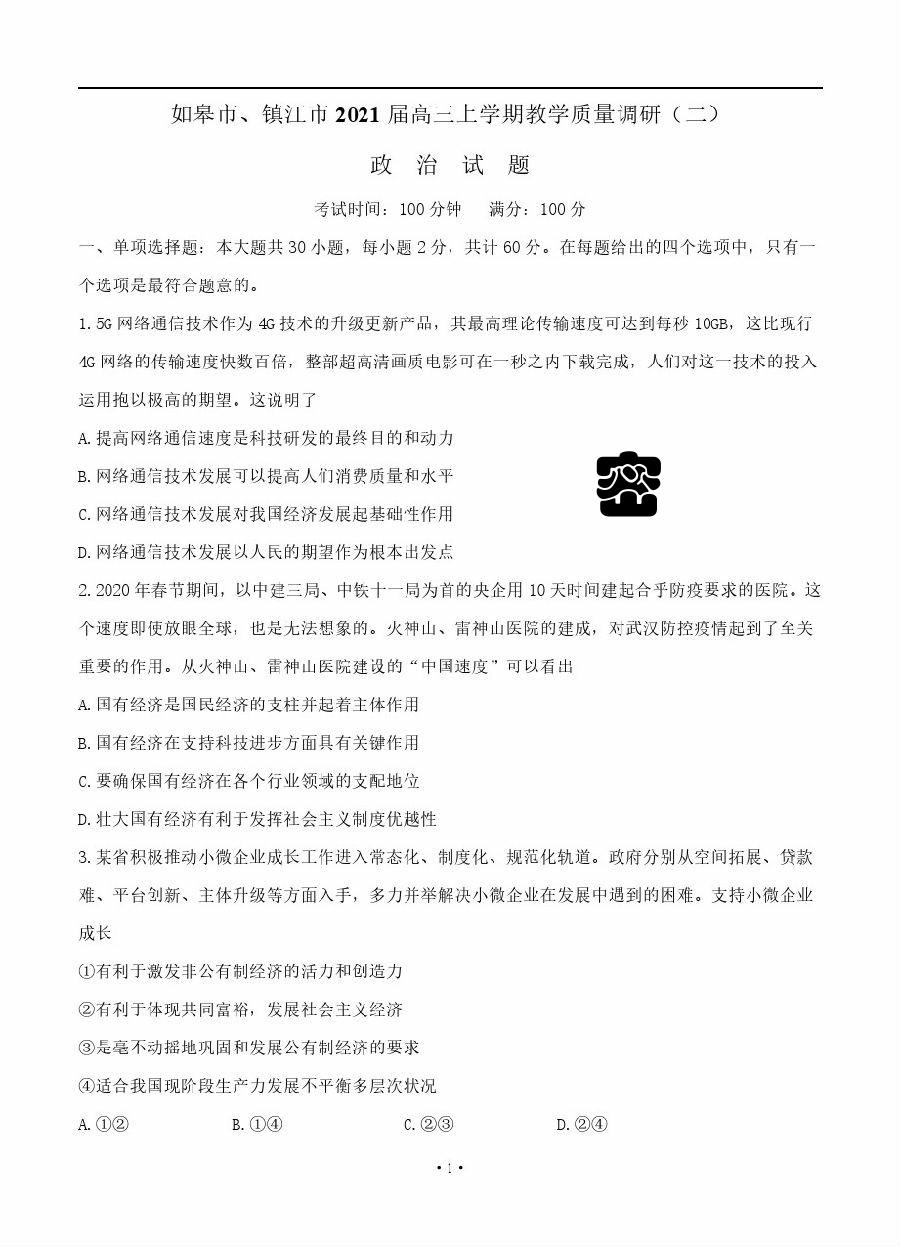 如皋市、镇江市 2021 届高三上学期教学质量调研（二）
政 治 试 题
考试时间：100 分钟 满分：100 分
一、单项选择题：本大题共 30 小题，每小题 2 分，共计 60 分。在每题给出的四个选项中，只有一
个选项是最符合题意的。
1.5G 网络通信技术作为 4G 技术的升级更新产品，其最高理论传输速度可达到每秒 10GB，这比现行
4G 网络的传输速度快数百倍，整部超高清画质电影可在一秒之内下载完成，人们对这一技术的投入
运用抱以极高的期望。这说明了
A.提高网络通信速度是科技研发的最终目的和动力
B.网络通信技术发展可以提高人们消费质量和水平
C.网络通信技术发展对我国经济发展起基础性作用
D.网络通信技术发展以人民的期望作为根本出发点
2.2020 年春节期间，以中建三局、中铁十一局为首的央企用 10 天时间建起合乎防疫要求的医院。这
个速度即使放眼全球，也是无法想象的。火神山、雷神山医院的建成，对武汉防控疫情起到了至关
重要的作用。从火神山、雷神山医院建设的“中国速度”可以看出
A.国有经济是国民经济的支柱并起着主体作用
B.国有经济在支持科技进步方面具有关键作用
C.要确保国有经济在各个行业领域的支配地位
D.壮大国有经济有利于发挥社会主义制度优越性
3.某省积极推动小微企业成长工作进入常态化、制度化、规范化轨道。政府分别从空间拓展、贷款
难、平台创新、主体升级等方面入手，多力并举解决小微企业在发展中遇到的困难。支持小微企业
成长
①有利于激发非公有制经济的活力和创造力
②有利于体现共同富裕，发展社会主义经济
③是毫不动摇地巩固和发展公有制经济的要求
④适合我国现阶段生产力发展不平衡多层次状况
A.①② B.①④ C.②③ D.②④
·1·